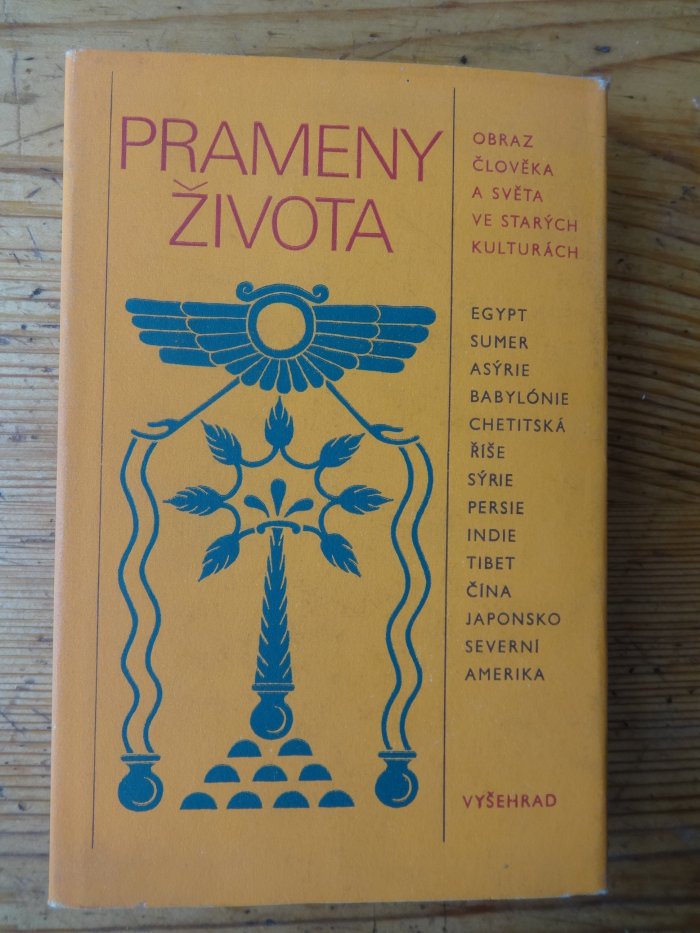 PRAMENY
ŽIVOTA
OBRAZ
ČLOVĚKA
A SVĚTA
VE STARÝCH
KULTURÁCH
EGYPT
SUMER
ASÝRIE
BABYLÓNIE
CHETITSKÁ
ŘÍŠE
SÝRIE
PERSIE
INDIE
TIBET
ČÍNA
JAPONSKO
SEVERNÍ
AMERIKA
VYŠEHRAD